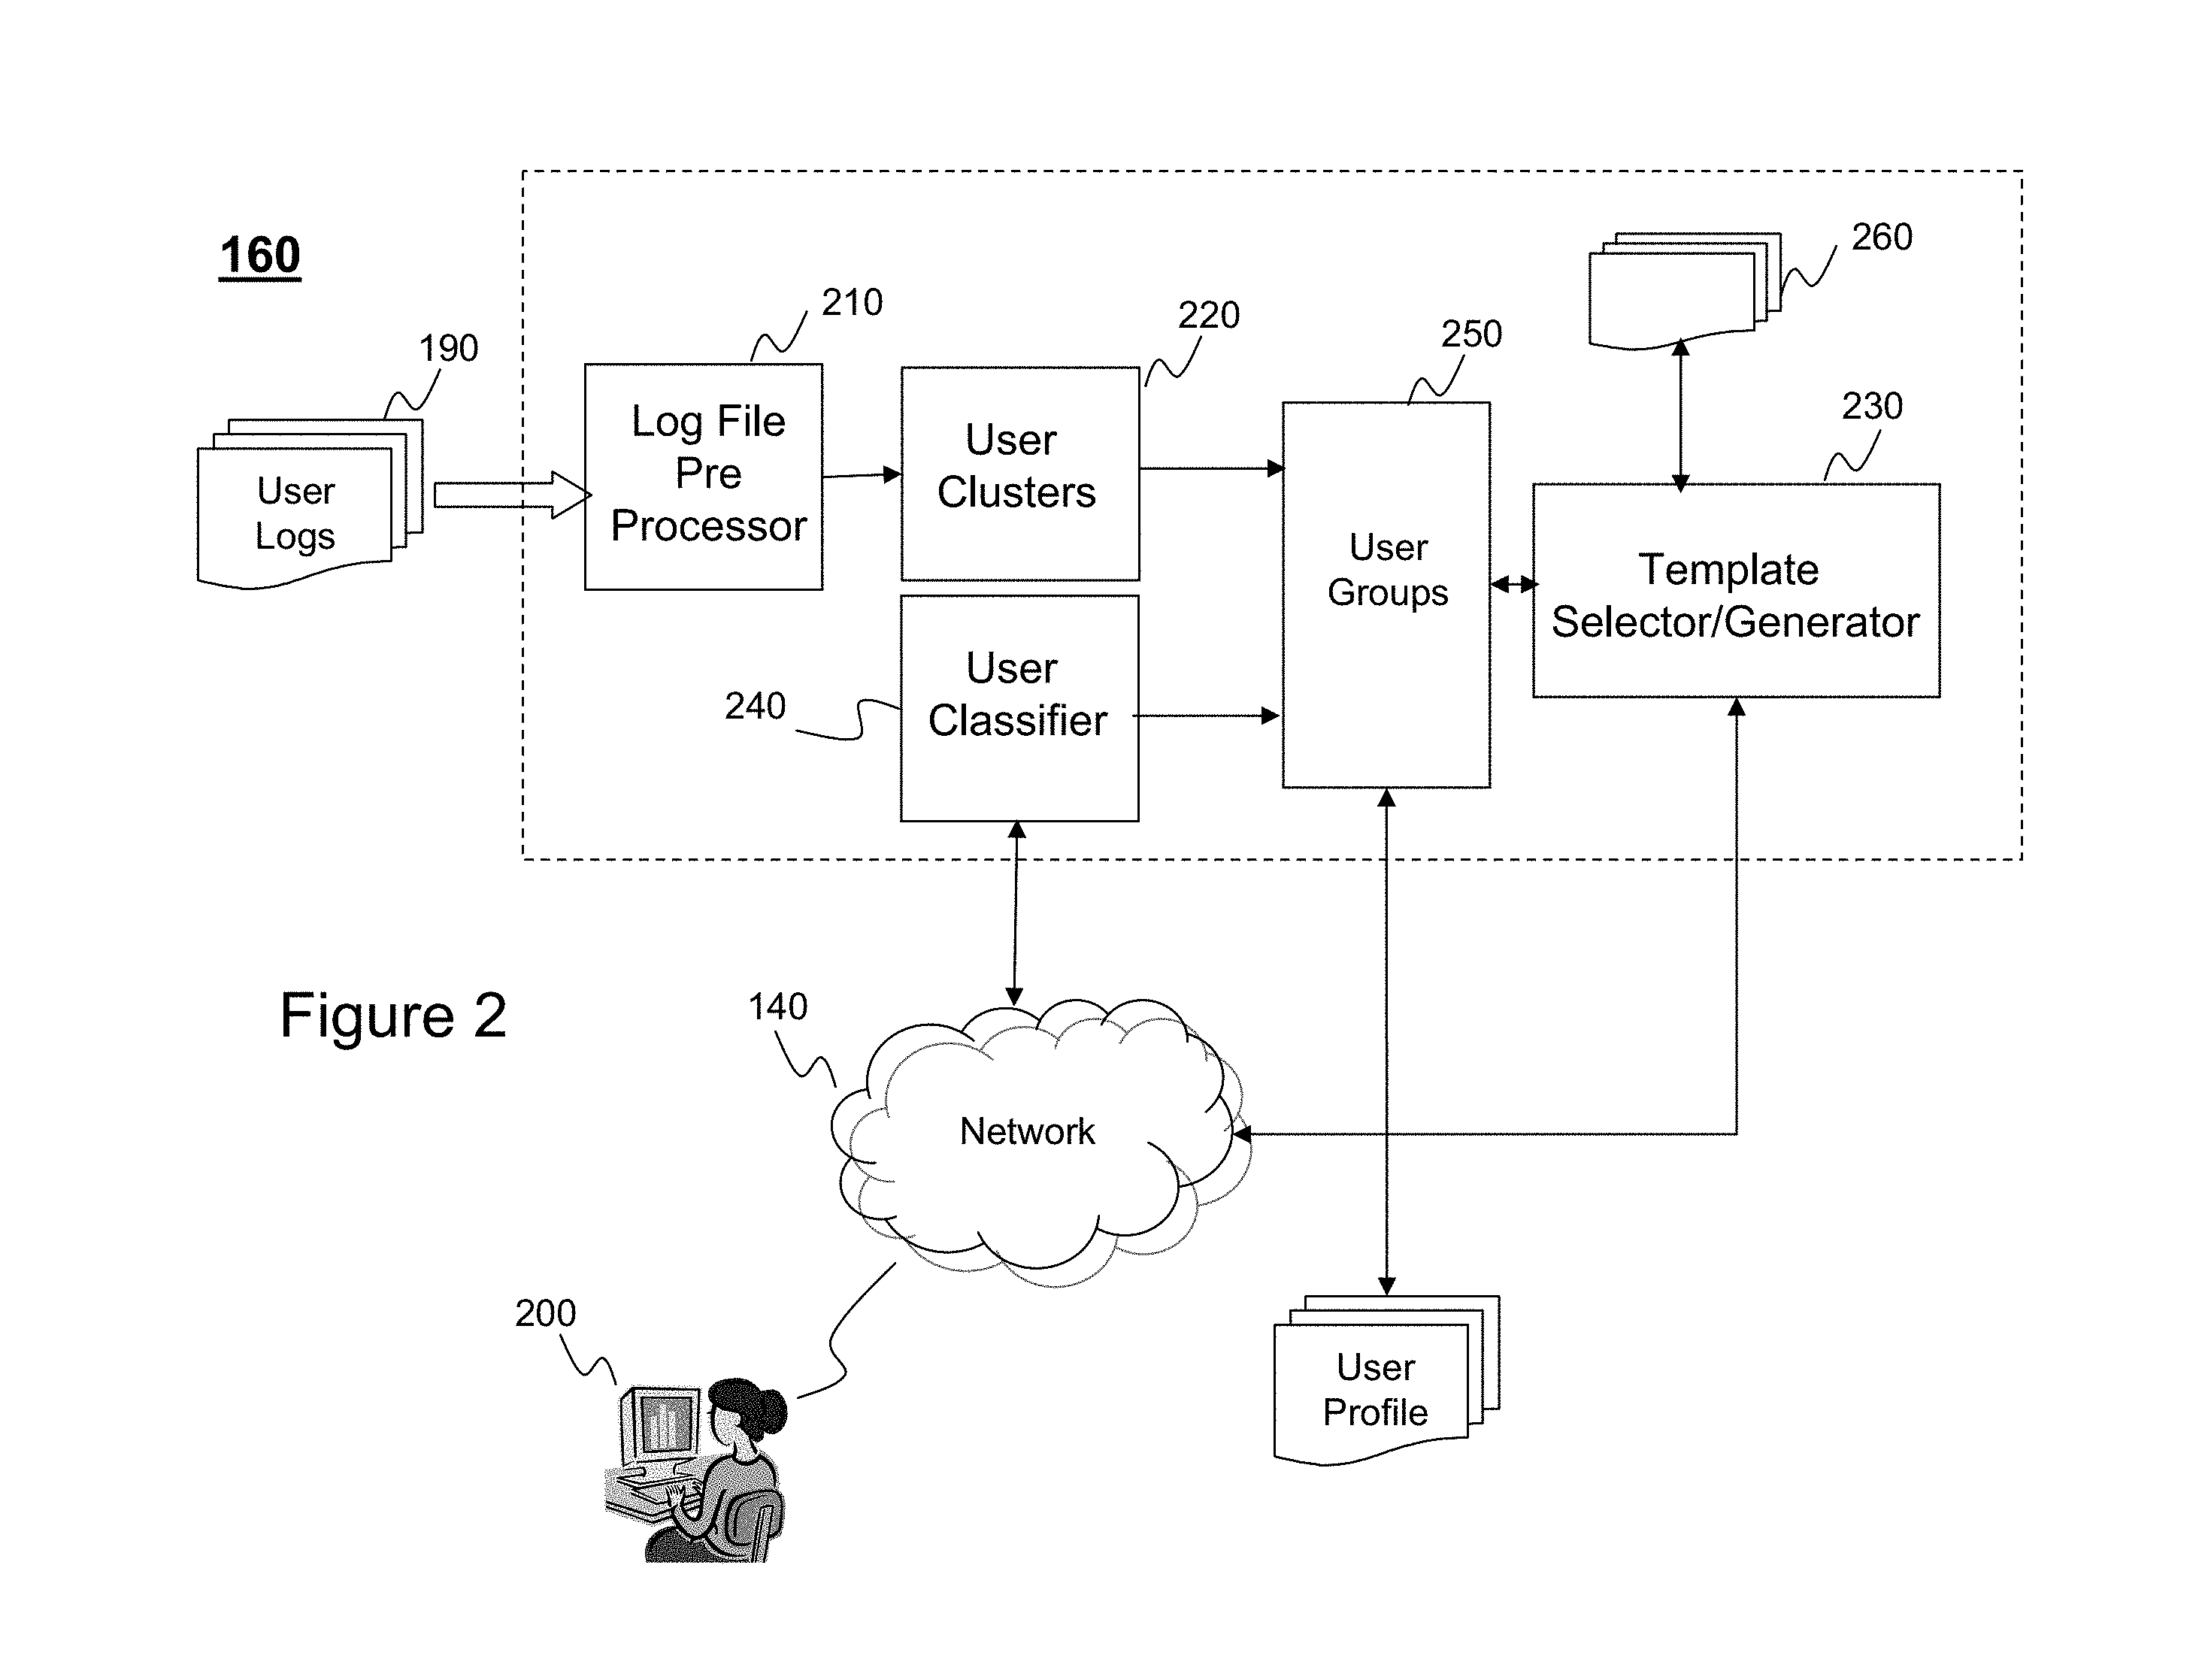 160
190
User
Logs
210
Log File
Pre
Processor
220
User
Clusters
240
User
Classifier
250
User
Groups
260
230
Template
Selector/Generator
Figure 2
140
Network
200
User
Profile